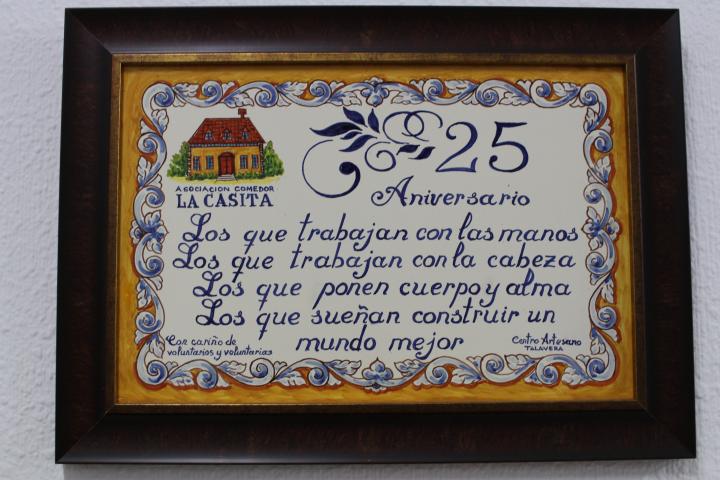 25
Aniversario
ASOCIACION COMEDOR
LA CASITA
Los que trabajan con las manos
Los que trabajan con la cabeza
Los que ponen cuerpo y alma
Los que sueñan construir un
mundo mejor
Con cariño de
voluntarios y voluntarias
Centro Artesano
TALAVERA